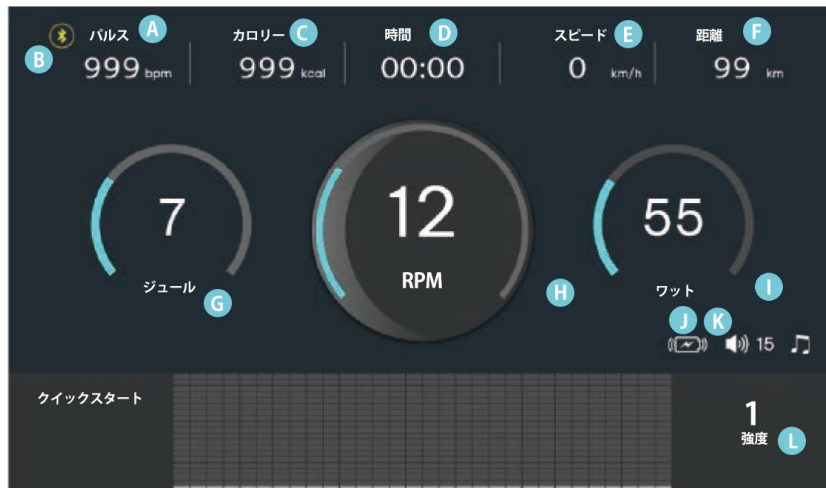 パルス A カロリー C 時間 D スピード E 距離 F
B 999 bpm 999 kcal 00:00 0 km/h 99 km
7 12 55
ジュール G RPM H ワット I
J K
15
クイックスタート 1
強度 L